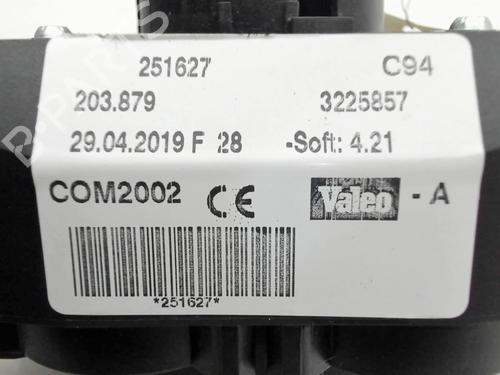 251627 C94
203.879 3225857
29.04.2019 F 28 -Soft: 4.21
COM2002 CE Valeo - A
*251627*